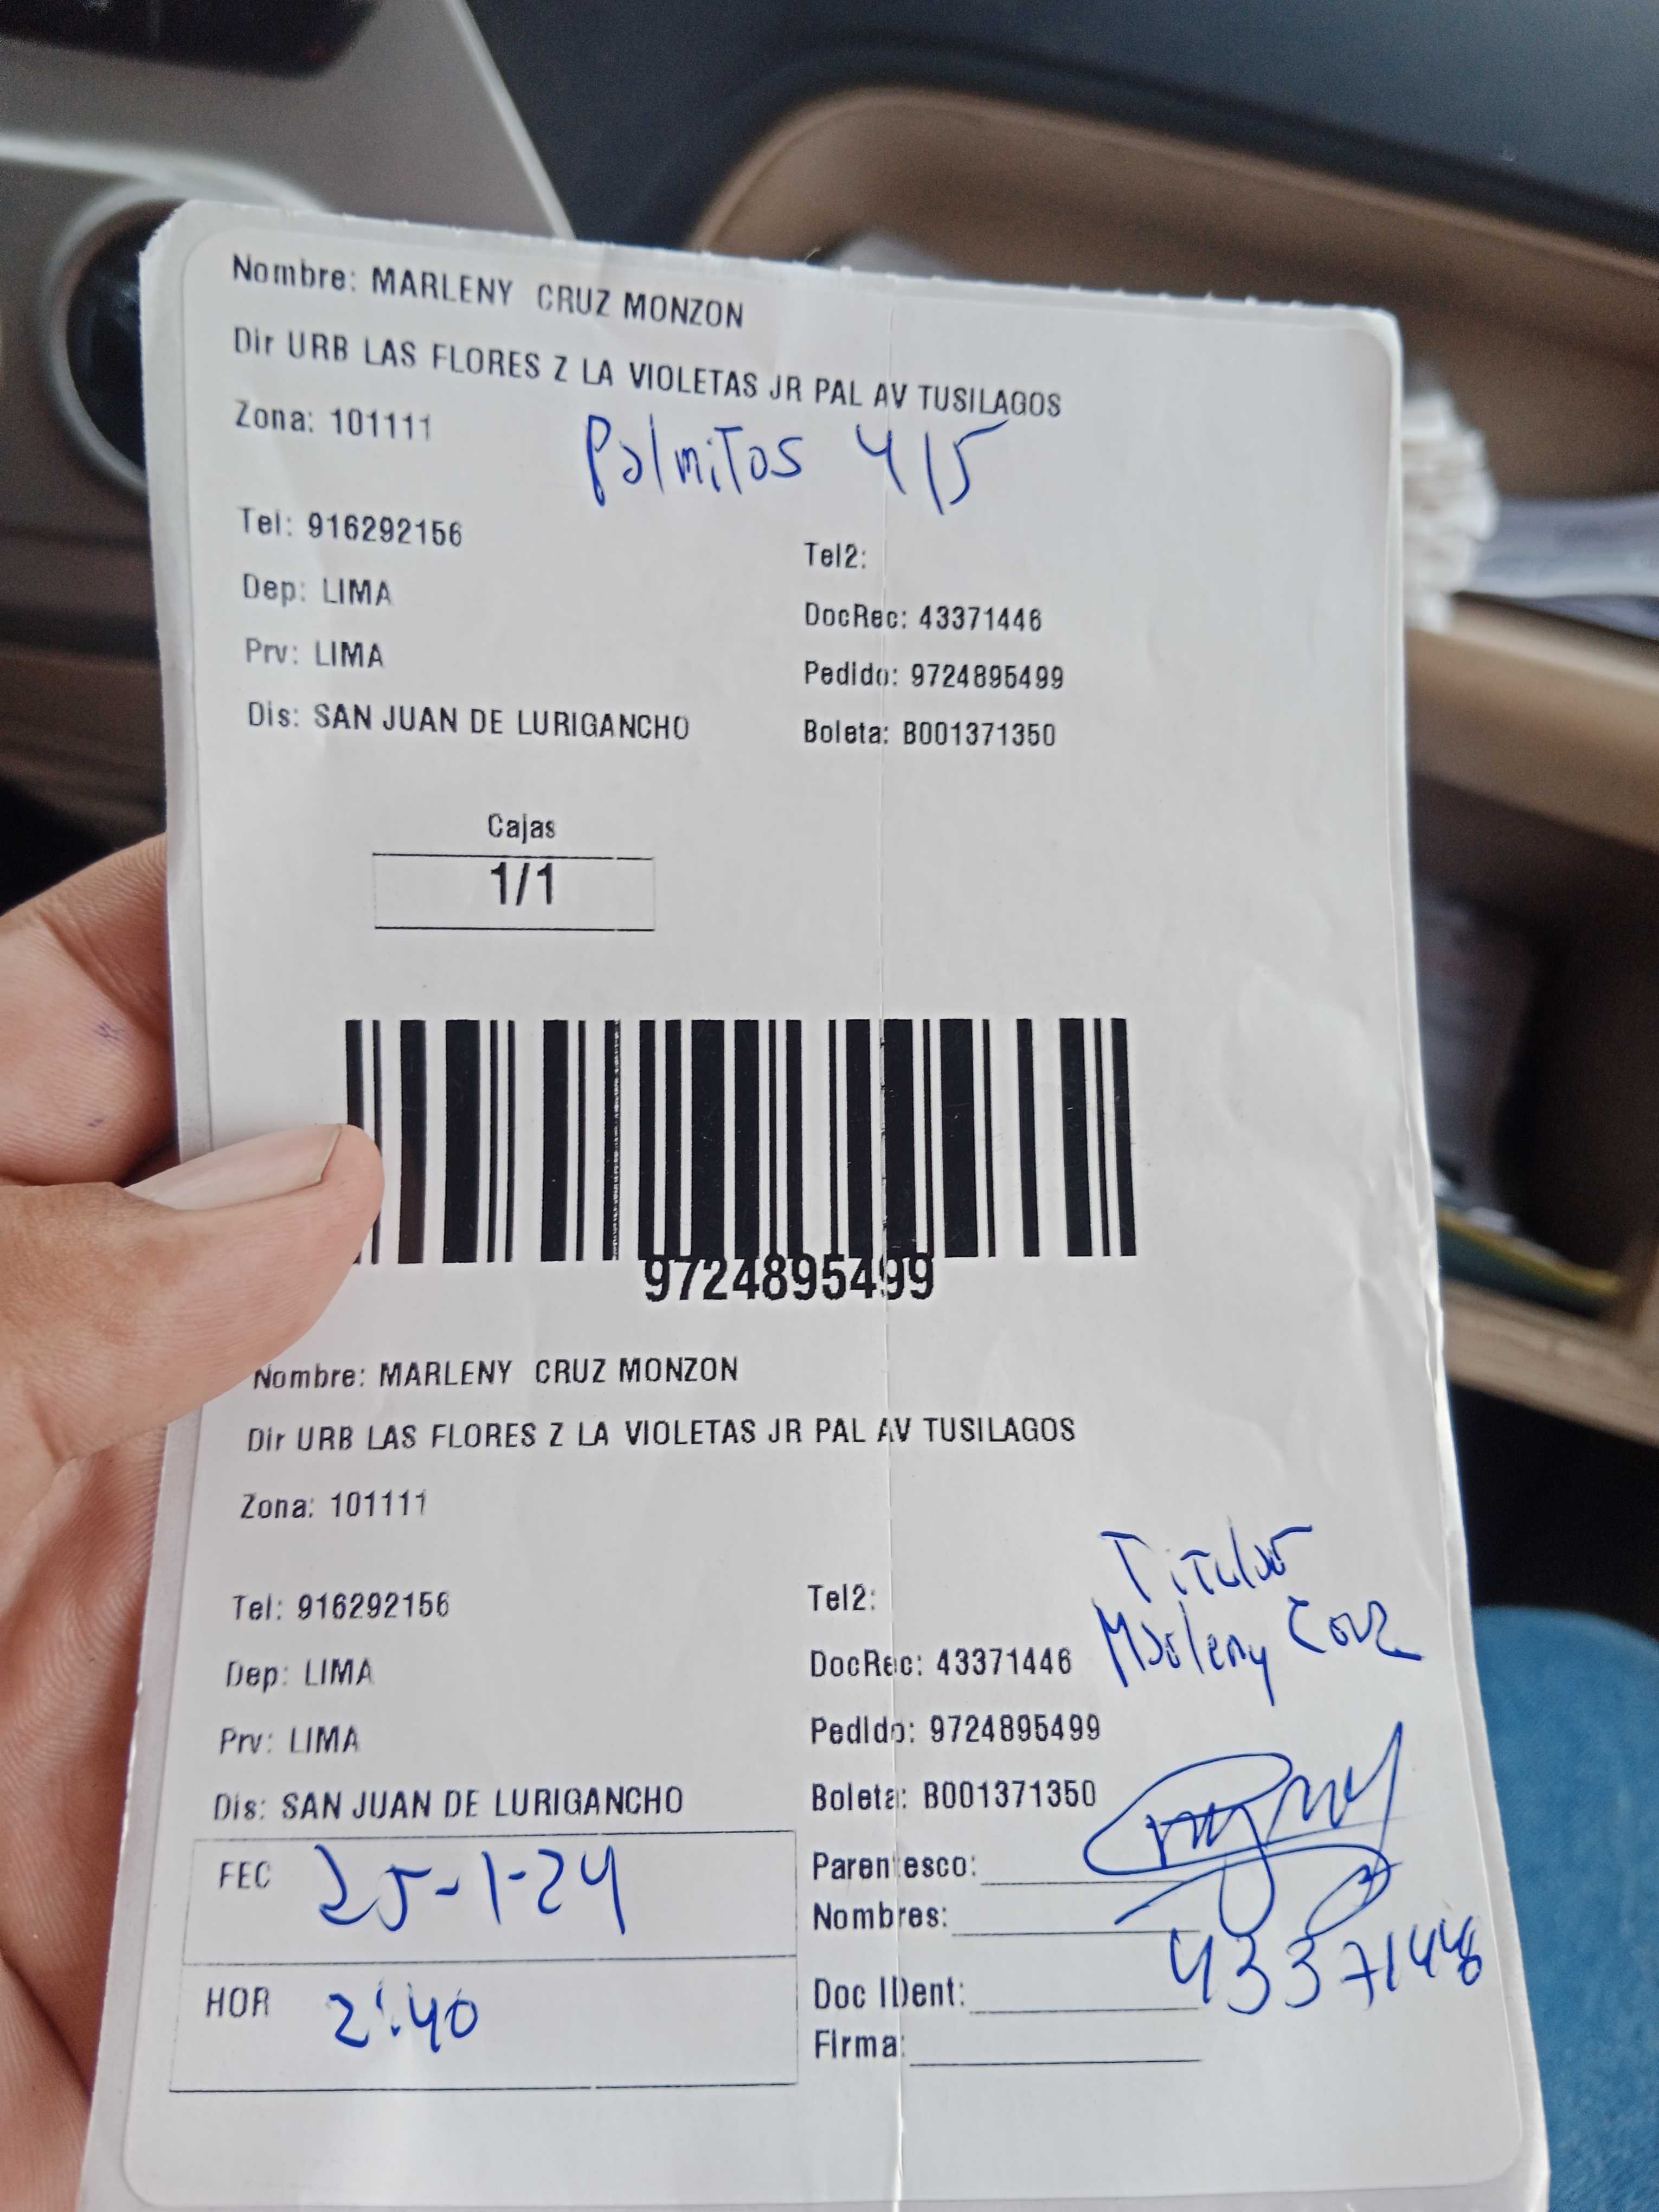 Nombre: MARLENY CRUZ MONZON
Dir URB LAS FLORES Z LA VIOLETAS JR PAL AV TUSILAGOS
Zona: 101111
Palmitos 415
Tel: 916292156
Tel2:
Dep: LIMA
DocRec: 43371446
Prv: LIMA
Pedido: 9724895499
Dis: SAN JUAN DE LURIGANCHO
Boleta: B001371350
Cajas
1/1
9724895499
Nombre: MARLENY CRUZ MONZON
Dir URB LAS FLORES Z LA VIOLETAS JR PAL AV TUSILAGOS
Zona: 101111
Titular
Marleny Cruz
Tel: 916292156
Tel2:
Dep: LIMA
DocRec: 43371446
Prv: LIMA
Pedido: 9724895499
Dis: SAN JUAN DE LURIGANCHO
Boleta: B001371350
FEC 25-1-24
Parentesco:
Nombres:
43371446
HOR 2:40
Doc IDent:
Firma: